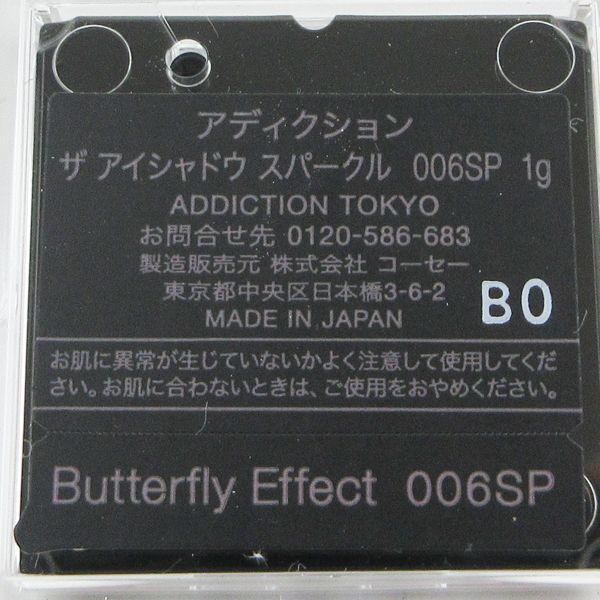 アディクション
ザ アイシャドウ スパークル 006SP 1g
ADDICTION TOKYO
お問合せ先 0120-586-683
製造販売元 株式会社 コーセー
東京都中央区日本橋3-6-2
MADE IN JAPAN
B0
お肌に異常が生じていないかよく注意して使用してくだ
さい。お肌に合わないときは、ご使用をおやめください。
Butterfly Effect 006SP